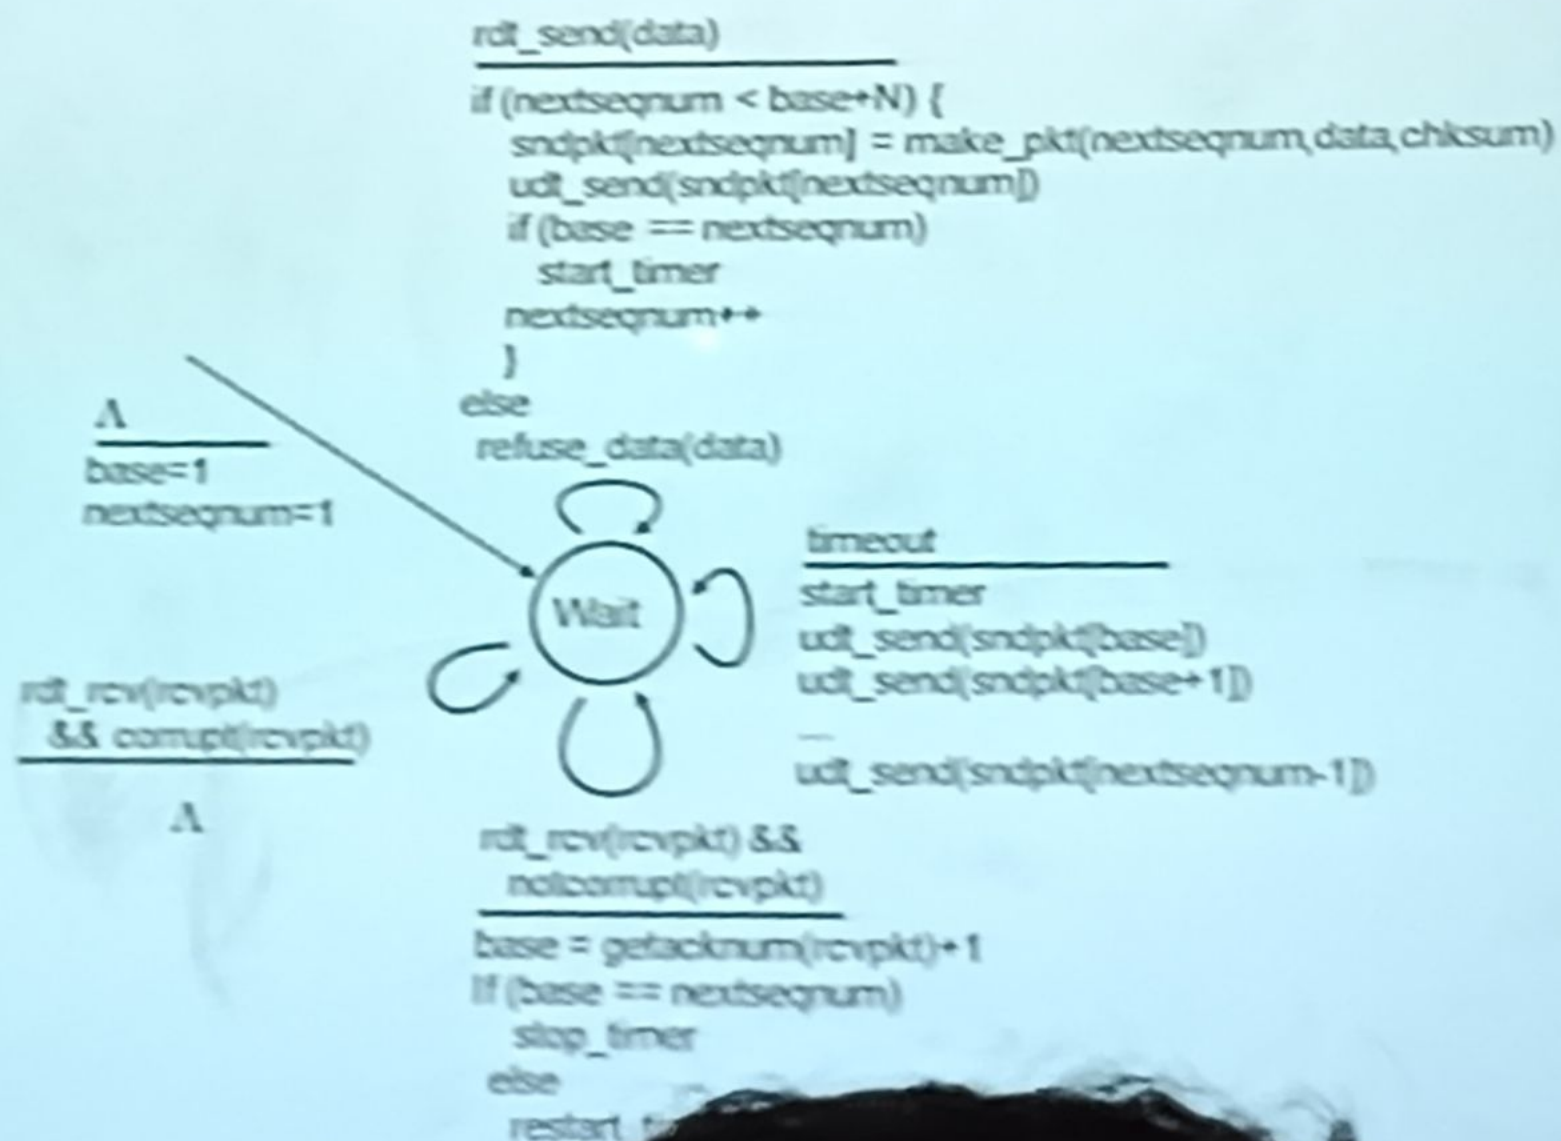 rdt_send(data)
if (nextseqnum < base+N) {
sndpkt[nextseqnum] = make_pkt(nextseqnum,data,chksum)
udt_send(sndpkt[nextseqnum])
if (base == nextseqnum)
start_timer
nextseqnum++
}
else
refuse_data(data)
Λ
base=1
nextseqnum=1
Wait
timeout
start_timer
udt_send(sndpkt[base])
udt_send(sndpkt[base+1])
...
udt_send(sndpkt[nextseqnum-1])
rdt_rcv(rcvpkt)
&& corrupt(rcvpkt)
Λ
rdt_rcv(rcvpkt) &&
notcorrupt(rcvpkt)
base = getacknum(rcvpkt)+1
If (base == nextseqnum)
stop_timer
else
restart